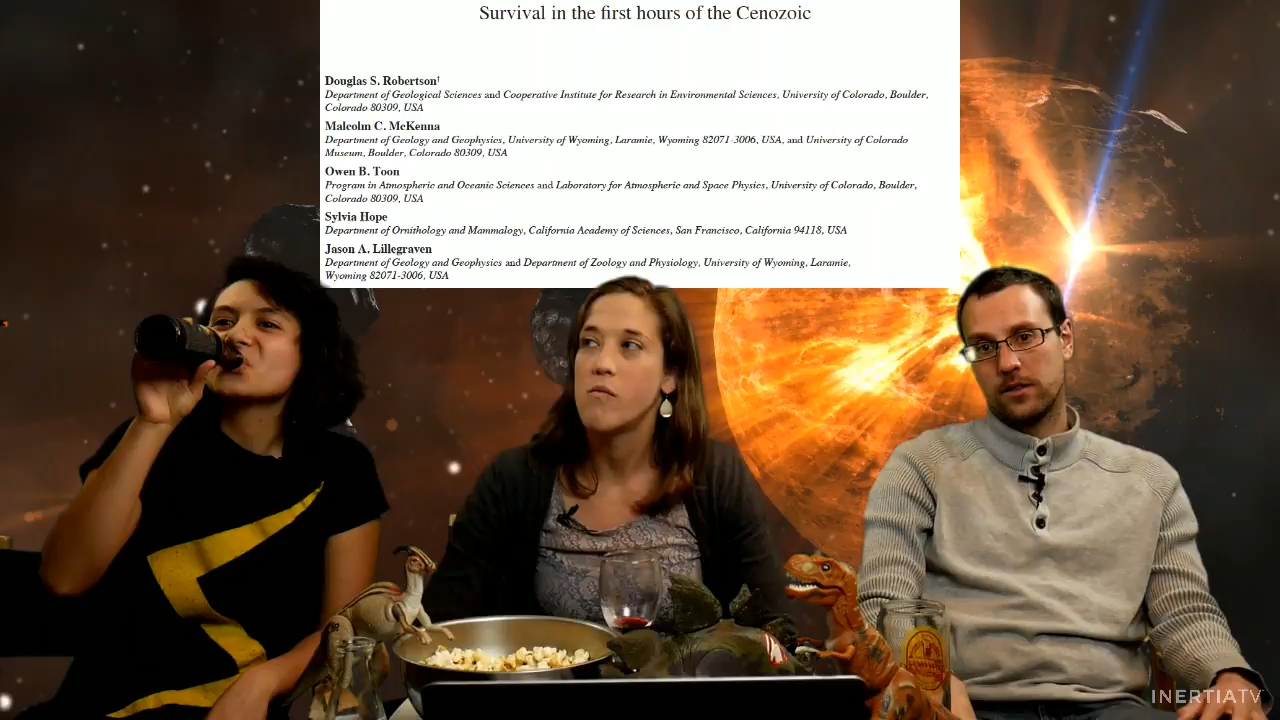 Survival in the first hours of the Cenozoic
Douglas S. Robertson†
Department of Geological Sciences and Cooperative Institute for Research in Environmental Sciences, University of Colorado, Boulder,
Colorado 80309, USA
Malcolm C. McKenna
Department of Geology and Geophysics, University of Wyoming, Laramie, Wyoming 82071-3006, USA, and University of Colorado
Museum, Boulder, Colorado 80309, USA
Owen B. Toon
Program in Atmospheric and Oceanic Sciences and Laboratory for Atmospheric and Space Physics, University of Colorado, Boulder,
Colorado 80309, USA
Sylvia Hope
Department of Ornithology and Mammalogy, California Academy of Sciences, San Francisco, California 94118, USA
Jason A. Lillegraven
Department of Geology and Geophysics and Department of Zoology and Physiology, University of Wyoming, Laramie,
Wyoming 82071-3006, USA
INERTIATV